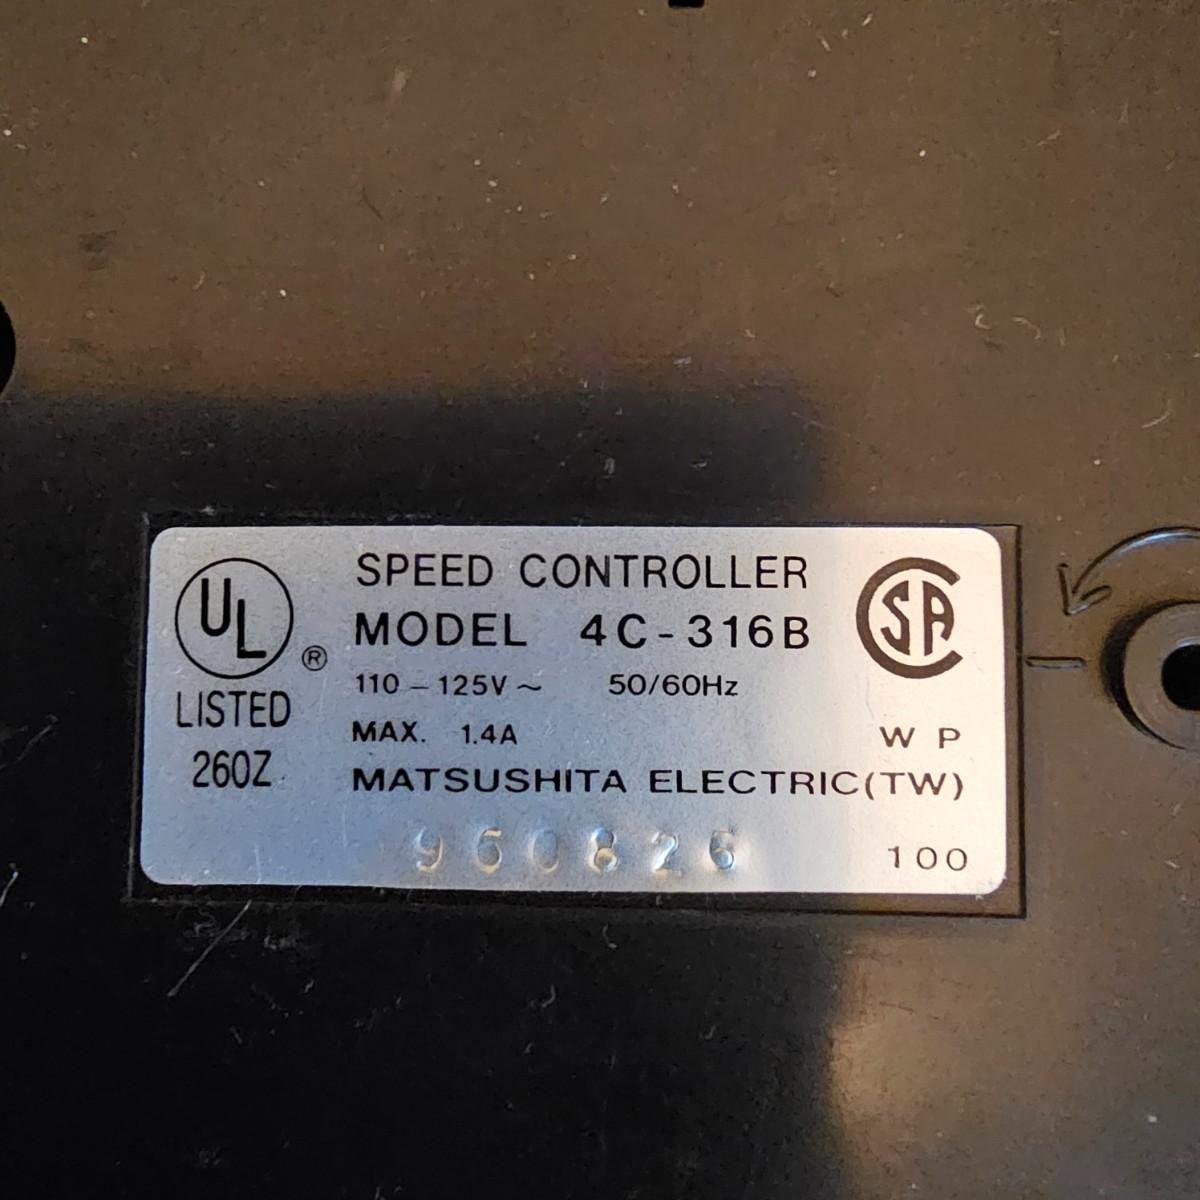 UL®
LISTED
260Z
SPEED CONTROLLER
MODEL 4C-316B
110 – 125V ~ 50/60Hz
MAX. 1.4A
MATSUSHITA ELECTRIC(TW)
960826
SA
W P
100